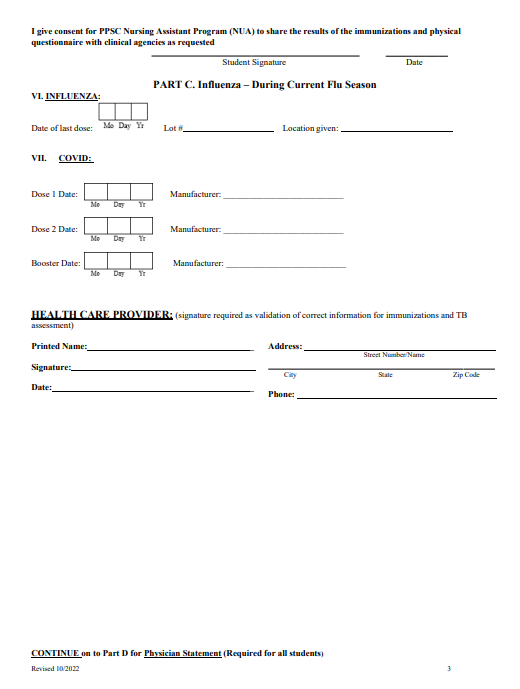 I give consent for PPSC Nursing Assistant Program (NUA) to share the results of the immunizations and physical
questionnaire with clinical agencies as requested
Student Signature Date
PART C. Influenza – During Current Flu Season
VI. INFLUENZA:
Date of last dose: Mo Day Yr Lot # Location given:
VII. COVID:
Dose 1 Date: Manufacturer:
Mo Day Yr
Dose 2 Date: Manufacturer:
Mo Day Yr
Booster Date: Manufacturer:
Mo Day Yr
HEALTH CARE PROVIDER: (signature required as validation of correct information for immunizations and TB
assessment)
Printed Name: Address:
Street Number/Name
Signature:
City State Zip Code
Date:
Phone:
CONTINUE on to Part D for Physician Statement (Required for all students)
Revised 10/2022 3